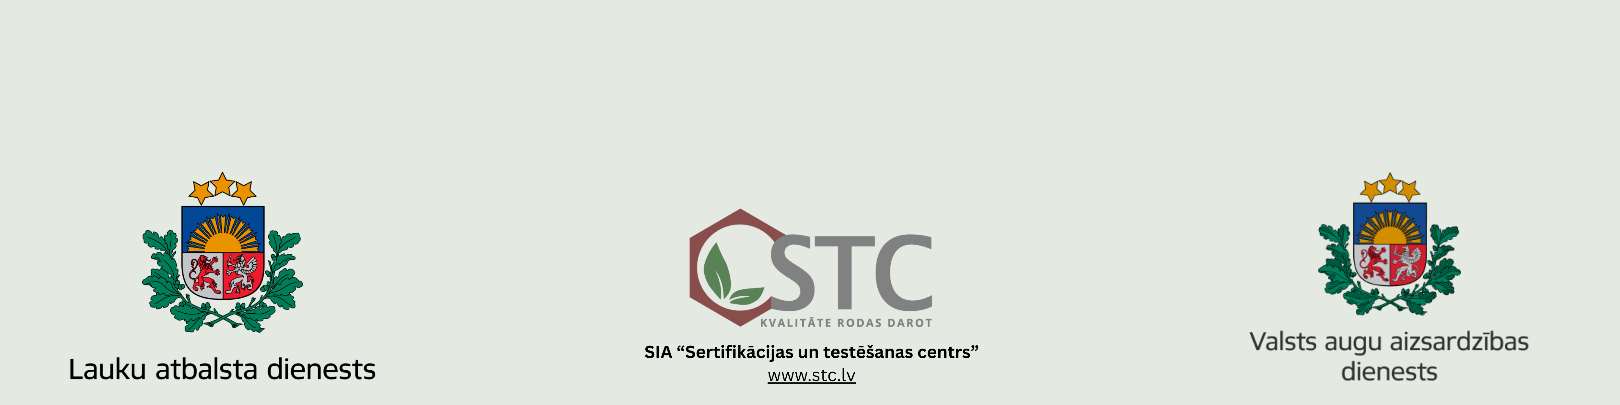 Lauku atbalsta dienests
STC
KVALITĀTE RODAS DAROT
SIA “Sertifikācijas un testēšanas centrs”
www.stc.lv
Valsts augu aizsardzības
dienests